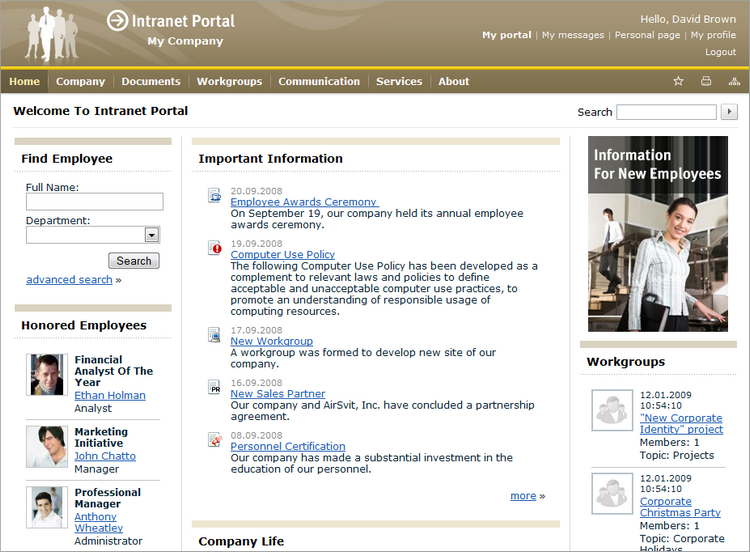 Intranet Portal
My Company
Hello, David Brown
My portal | My messages | Personal page | My profile
Logout
Home Company Documents Workgroups Communication Services About
Welcome To Intranet Portal
Search
Find Employee
Full Name:
Department:
Search
advanced search »
Honored Employees
Financial
Analyst Of The
Year
Ethan Holman
Analyst
Marketing
Initiative
John Chatto
Manager
Professional
Manager
Anthony
Wheatley
Administrator
Important Information
20.09.2008
Employee Awards Ceremony
On September 19, our company held its annual employee
awards ceremony.
19.09.2008
Computer Use Policy
The following Computer Use Policy has been developed as a
complement to relevant laws and policies to define
acceptable and unacceptable computer use practices, to
promote an understanding of responsible usage of
computing resources.
17.09.2008
New Workgroup
A workgroup was formed to develop new site of our
company.
PR
16.09.2008
New Sales Partner
Our company and AirSvit, Inc. have concluded a partnership
agreement.
08.09.2008
Personnel Certification
Our company has made a substantial investment in the
education of our personnel.
more »
Company Life
Information
For New Employees
Workgroups
12.01.2009
10:54:10
"New Corporate
Identity" project
Members: 1
Topic: Projects
12.01.2009
10:54:10
Corporate
Christmas Party
Members: 1
Topic: Corporate
Holidays